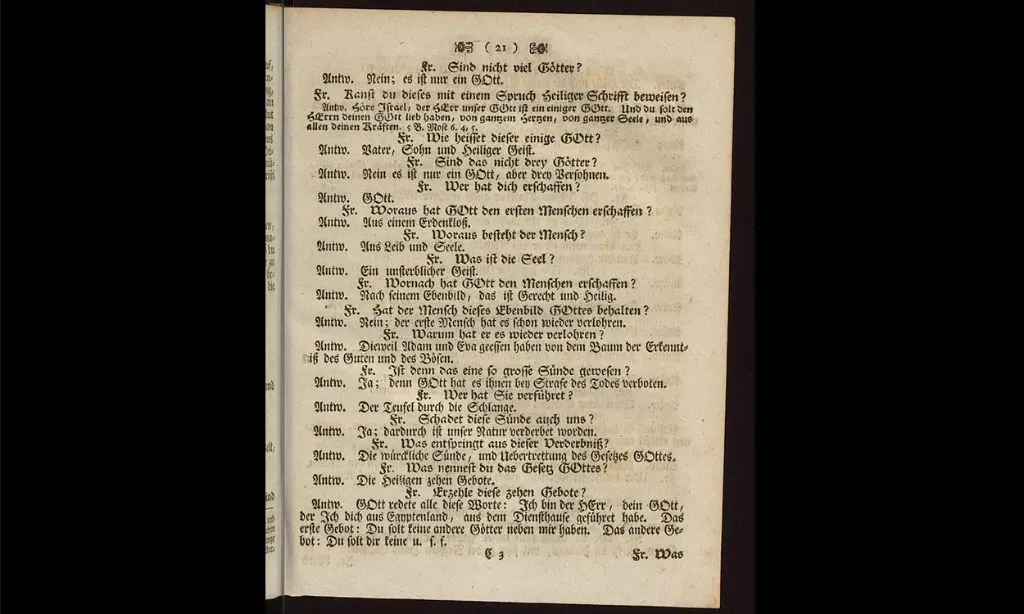 ( 21 )
Fr. Sind nicht viel Götter?
Antw. Nein; es ist nur ein GOtt.
Fr. Kanst du dieses mit einem Spruch Heiliger Schrifft beweisen?
Antw. Höre Israel, der HErr unser GOtt ist ein einiger GOtt. Und du solt den
HErrn deinen GOtt lieb haben, von gantzem Hertzen, von gantzer Seele, und aus
allen deinen Kräften. 5 B. Mose 6. 4, 5.
Fr. Wie heisset dieser einige GOtt?
Antw. Vater, Sohn und Heiliger Geist.
Fr. Sind das nicht drey Götter?
Antw. Nein es ist nur ein GOtt, aber drey Persohnen.
Fr. Wer hat dich erschaffen?
Antw. GOtt.
Fr. Woraus hat GOtt den ersten Menschen erschaffen?
Antw. Aus einem Erdenkloß.
Fr. Woraus besteht der Mensch?
Antw. Aus Leib und Seele.
Fr. Was ist die Seel?
Antw. Ein unsterblicher Geist.
Fr. Wornach hat GOtt den Menschen erschaffen?
Antw. Nach seinem Ebenbild, das ist Gerecht und Heilig.
Fr. Hat der Mensch dieses Ebenbild GOttes behalten?
Antw. Nein; der erste Mensch hat es schon wieder verlohren.
Fr. Warum hat er es wieder verlohren?
Antw. Dieweil Adam und Eva geessen haben von dem Baum der Erkennt-
niß des Guten und des Bösen.
Fr. Ist denn das eine so grosse Sünde gewesen?
Antw. Ja; denn GOtt hat es ihnen bey Strafe des Todes verboten.
Fr. Wer hat Sie verführet?
Antw. Der Teufel durch die Schlange.
Fr. Schadet diese Sünde auch uns?
Antw. Ja; dardurch ist unser Natur verderbet worden.
Fr. Was entspringt aus dieser Verderbniß?
Antw. Die würckliche Sünde, und Uebertrettung des Gesetzes GOttes.
Fr. Was nennest du das Gesetz GOttes?
Antw. Die Heiligen zehen Gebote.
Fr. Erzehle diese zehen Gebote?
Antw. GOtt redete alle diese Worte: Ich bin der HErr, dein GOtt,
der Ich dich aus Egyptenland, aus dem Diensthause geführet habe. Das
erste Gebot: Du solt keine andere Götter neben mir haben. Das andere Ge-
bot: Du solt dir keine u. s. f.
C 3 Fr. Was